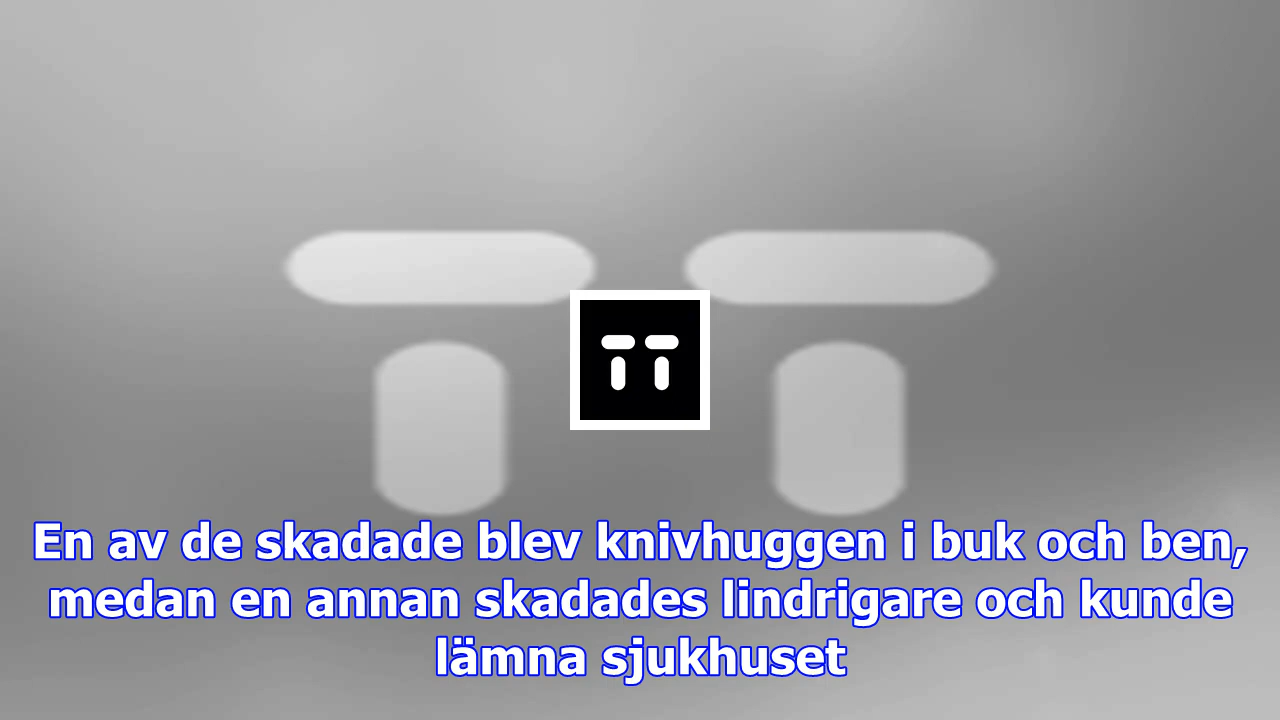 En av de skadade blev knivhuggen i buk och ben,
medan en annan skadades lindrigare och kunde
lämna sjukhuset